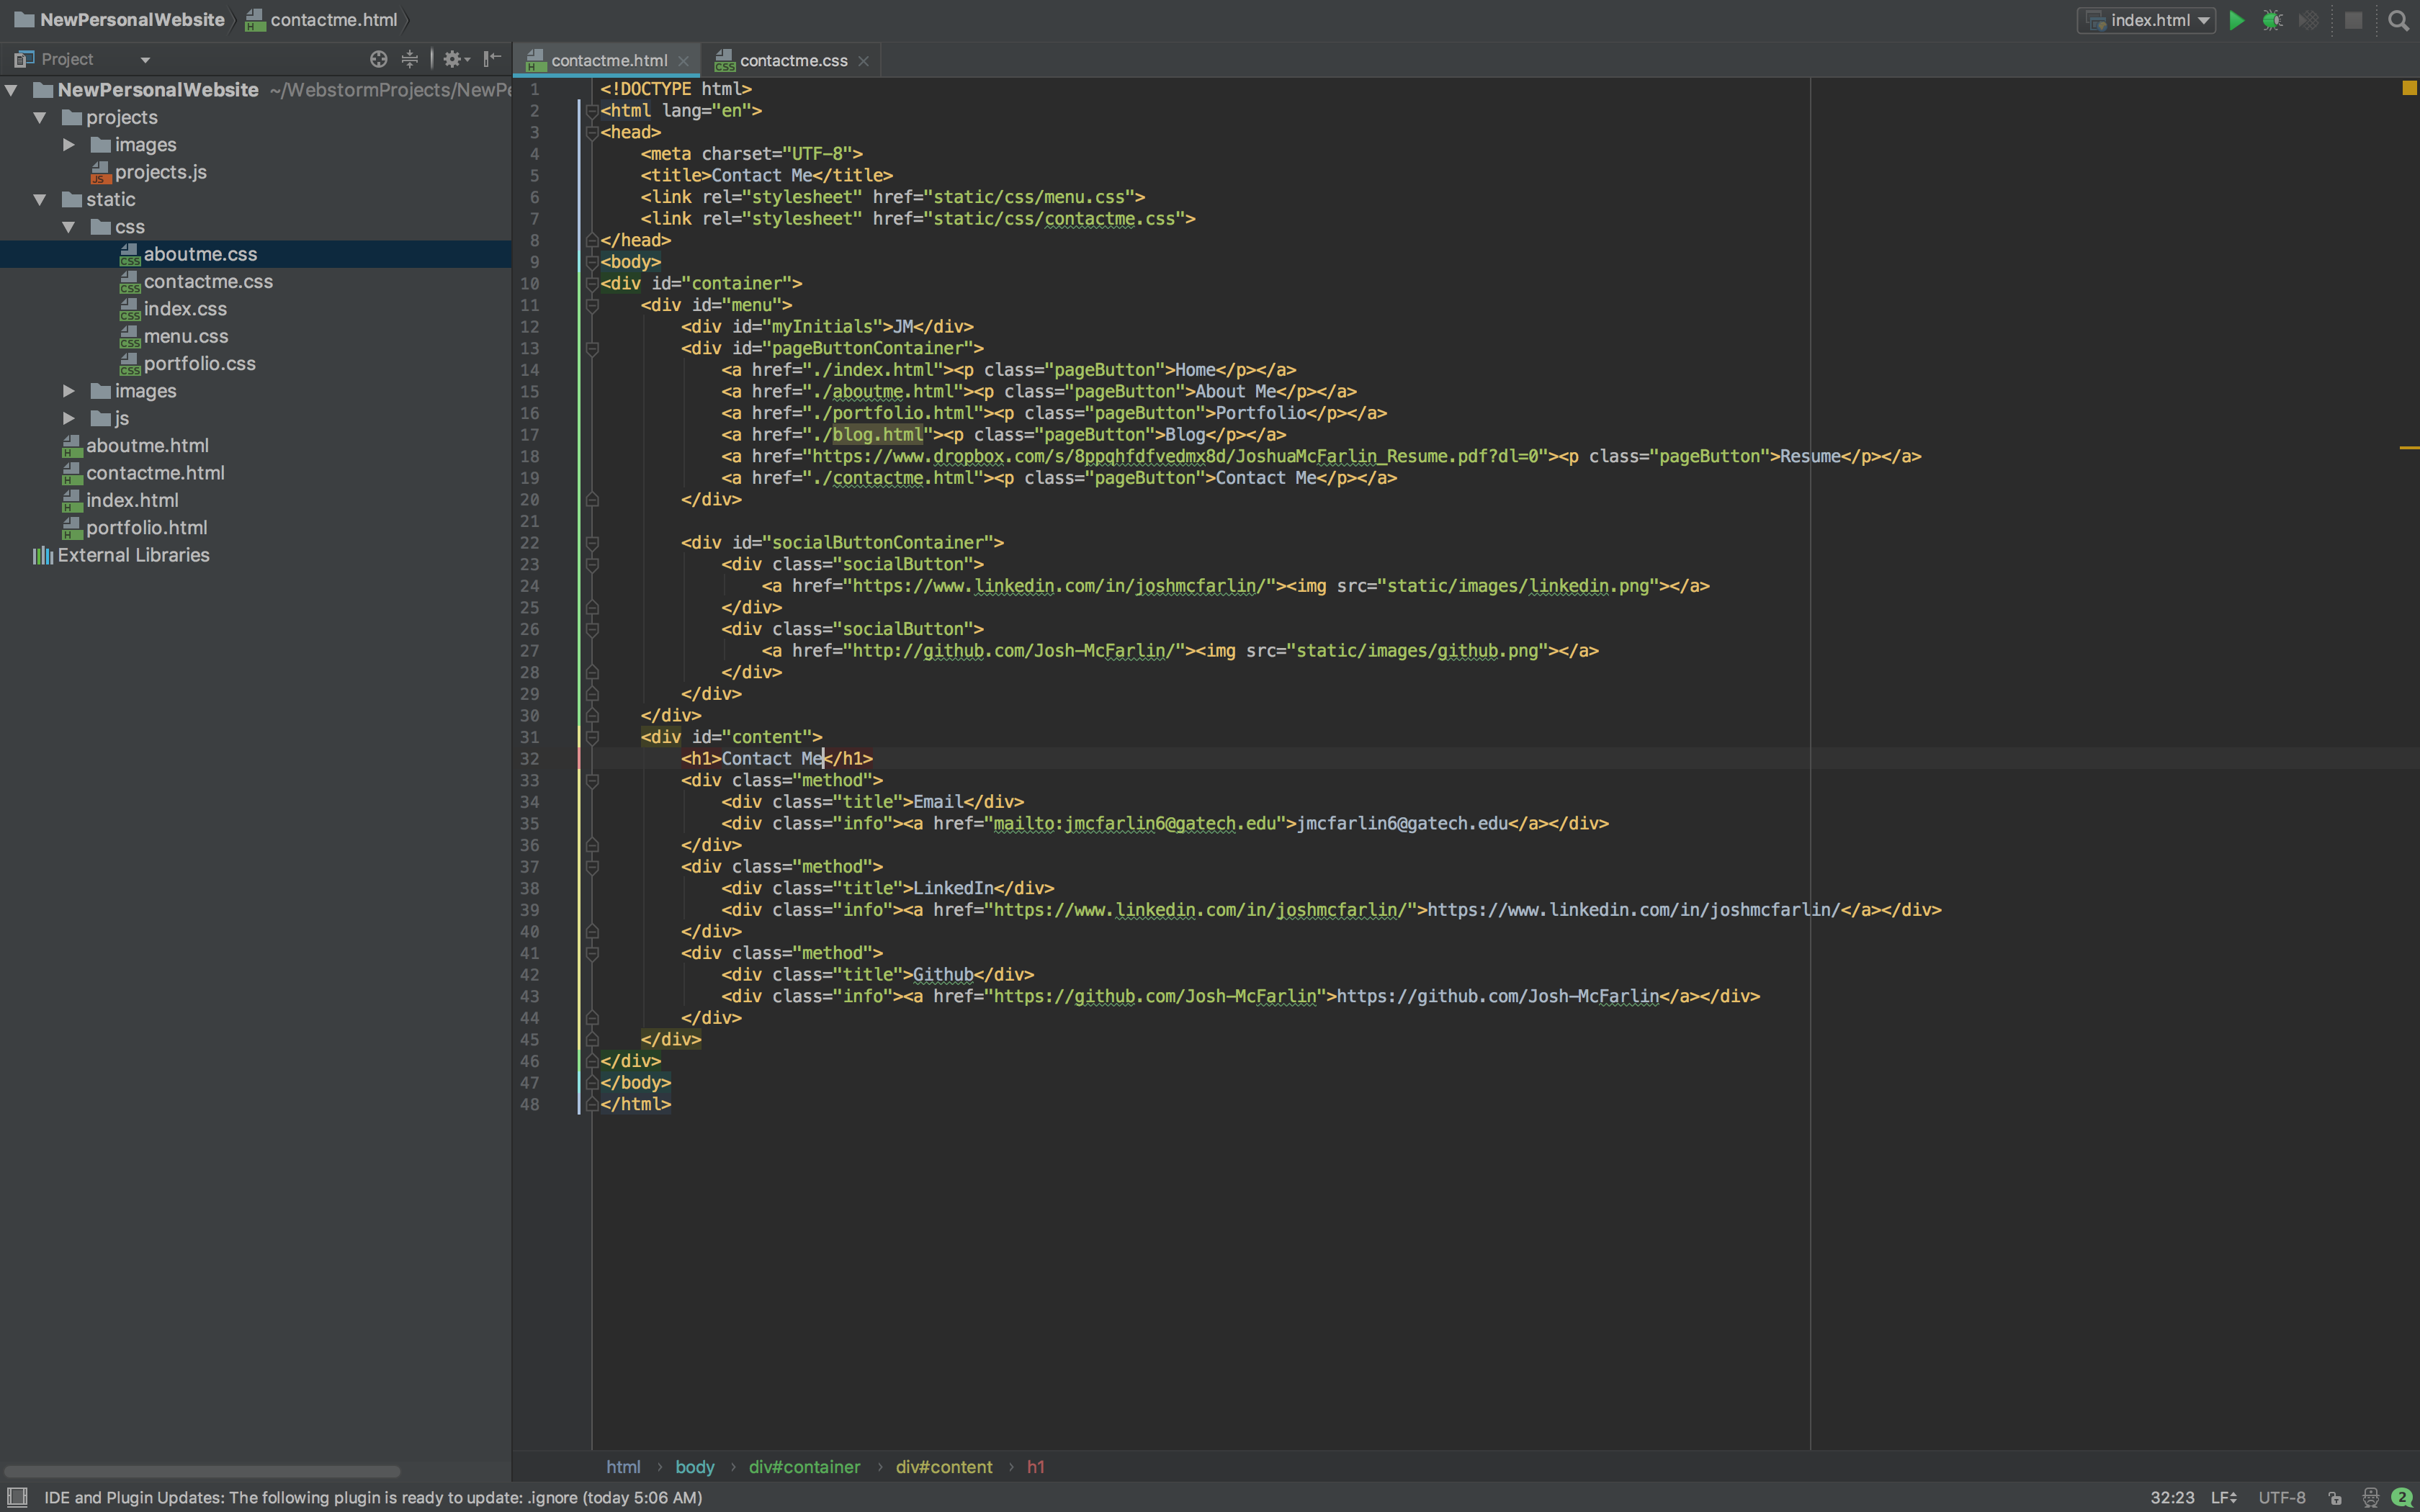 NewPersonalWebsite contactme.html index.html
Project
contactme.html contactme.css
NewPersonalWebsite ~/WebstormProjects/NewPe
projects
images
projects.js
static
css
aboutme.css
contactme.css
index.css
menu.css
portfolio.css
images
js
aboutme.html
contactme.html
index.html
portfolio.html
External Libraries
1 <!DOCTYPE html>
2 <html lang="en">
3 <head>
4 <meta charset="UTF-8">
5 <title>Contact Me</title>
6 <link rel="stylesheet" href="static/css/menu.css">
7 <link rel="stylesheet" href="static/css/contactme.css">
8 </head>
9 <body>
10 <div id="container">
11 <div id="menu">
12 <div id="myInitials">JM</div>
13 <div id="pageButtonContainer">
14 <a href="./index.html"><p class="pageButton">Home</p></a>
15 <a href="./aboutme.html"><p class="pageButton">About Me</p></a>
16 <a href="./portfolio.html"><p class="pageButton">Portfolio</p></a>
17 <a href="./blog.html"><p class="pageButton">Blog</p></a>
18 <a href="https://www.dropbox.com/s/8ppqhfdfvedmx8d/JoshuaMcFarlin_Resume.pdf?dl=0"><p class="pageButton">Resume</p></a>
19 <a href="./contactme.html"><p class="pageButton">Contact Me</p></a>
20 </div>
21
22 <div id="socialButtonContainer">
23 <div class="socialButton">
24 <a href="https://www.linkedin.com/in/joshmcfarlin/"><img src="static/images/linkedin.png"></a>
25 </div>
26 <div class="socialButton">
27 <a href="http://github.com/Josh-McFarlin/"><img src="static/images/github.png"></a>
28 </div>
29 </div>
30 </div>
31 <div id="content">
32 <h1>Contact Me</h1>
33 <div class="method">
34 <div class="title">Email</div>
35 <div class="info"><a href="mailto:jmcfarlin6@gatech.edu">jmcfarlin6@gatech.edu</a></div>
36 </div>
37 <div class="method">
38 <div class="title">LinkedIn</div>
39 <div class="info"><a href="https://www.linkedin.com/in/joshmcfarlin/">https://www.linkedin.com/in/joshmcfarlin/</a></div>
40 </div>
41 <div class="method">
42 <div class="title">Github</div>
43 <div class="info"><a href="https://github.com/Josh-McFarlin">https://github.com/Josh-McFarlin</a></div>
44 </div>
45 </div>
46 </div>
47 </body>
48 </html>
html › body › div#container › div#content › h1
IDE and Plugin Updates: The following plugin is ready to update: .ignore (today 5:06 AM) 32:23 LF UTF-8 2